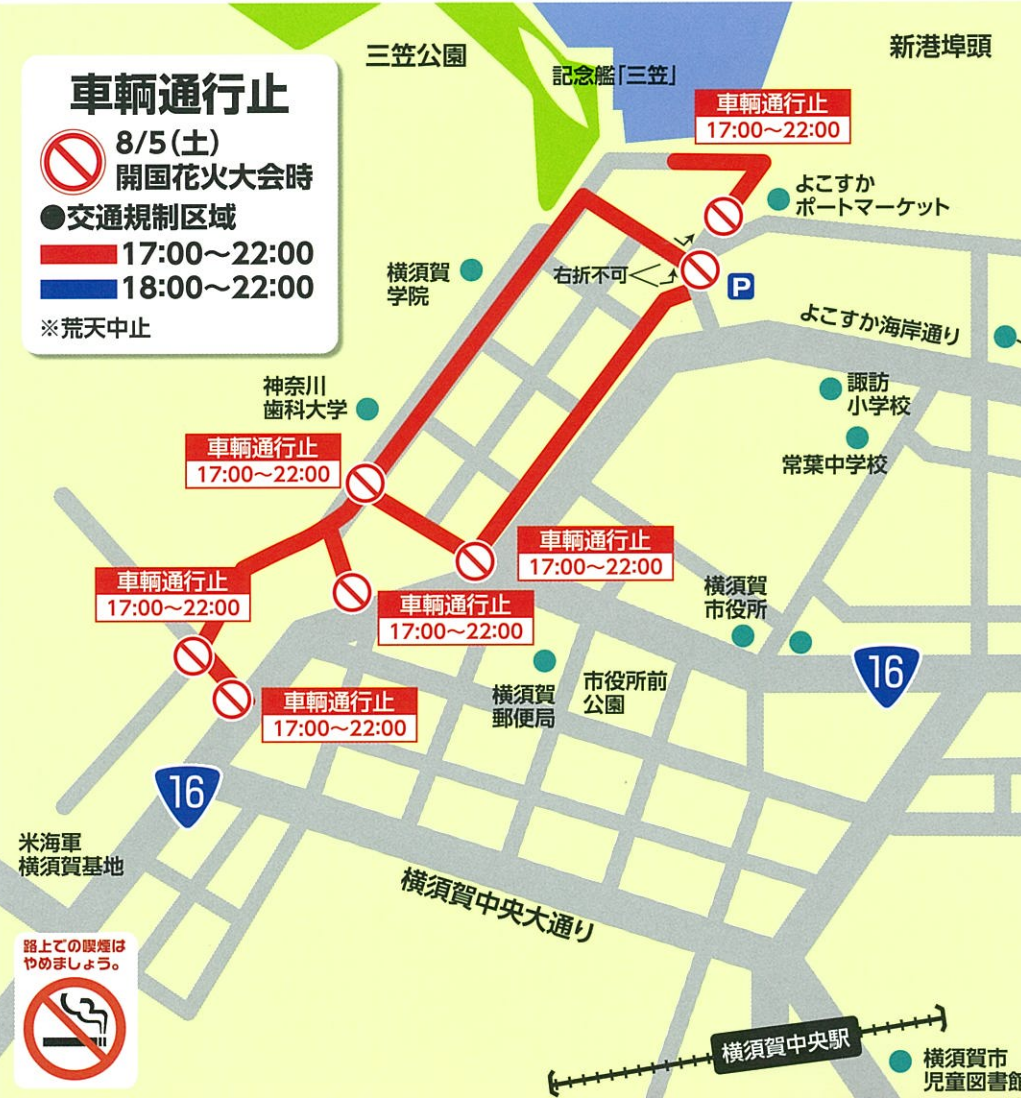 三笠公園
新港埠頭
記念艦「三笠」
車輌通行止
8/5(土)
開国花火大会時
●交通規制区域
17:00～22:00
18:00～22:00
※荒天中止
車輌通行止
17:00～22:00
よこすか
ポートマーケット
横須賀
学院
右折不可
P
よこすか海岸通り
神奈川
歯科大学
諏訪
小学校
常葉中学校
車輌通行止
17:00～22:00
車輌通行止
17:00～22:00
車輌通行止
17:00～22:00
車輌通行止
17:00～22:00
横須賀
市役所
16
横須賀
郵便局
市役所前
公園
車輌通行止
17:00～22:00
16
米海軍
横須賀基地
横須賀中央大通り
路上での喫煙は
やめましょう。
横須賀中央駅
横須賀市
児童図書館